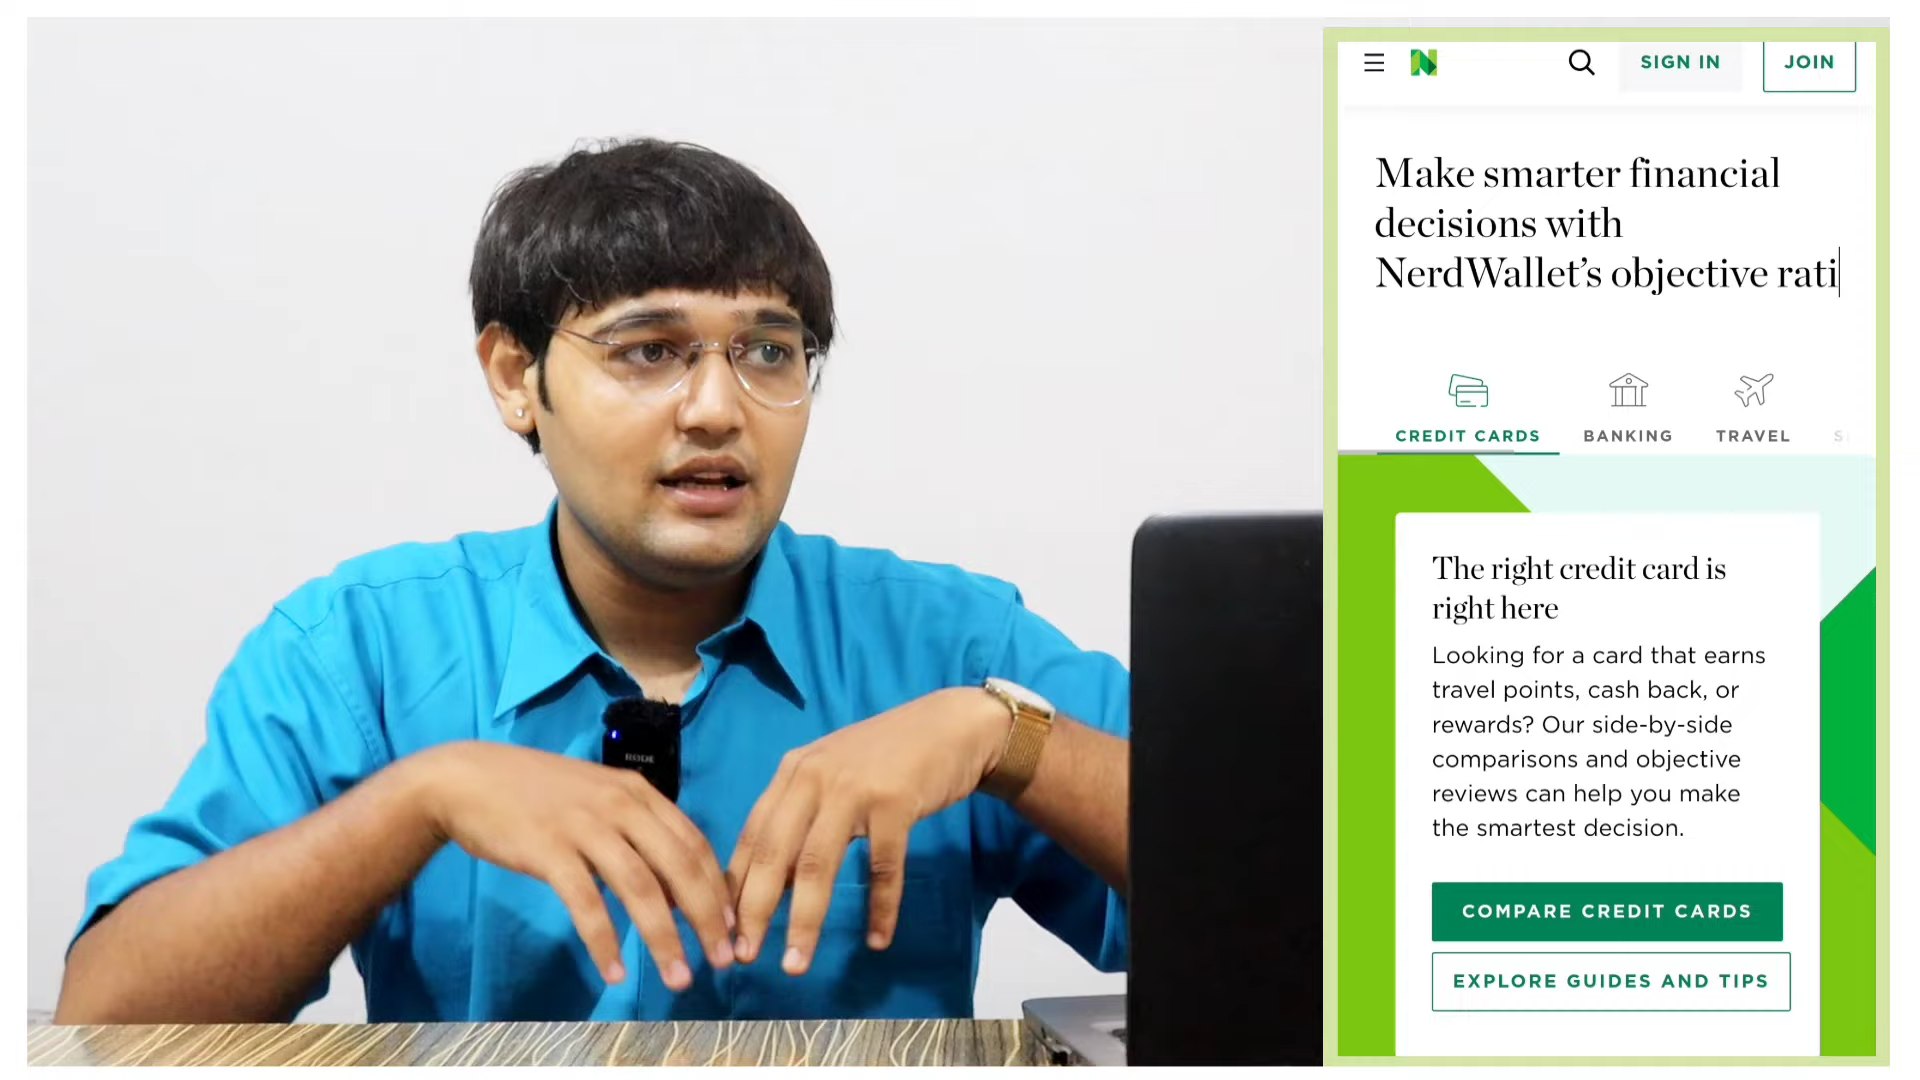 SIGN IN
JOIN
Make smarter financial
decisions with
NerdWallet’s objective rati
CREDIT CARDS
BANKING
TRAVEL
The right credit card is
right here
Looking for a card that earns
travel points, cash back, or
rewards? Our side-by-side
comparisons and objective
reviews can help you make
the smartest decision.
COMPARE CREDIT CARDS
EXPLORE GUIDES AND TIPS
RODE